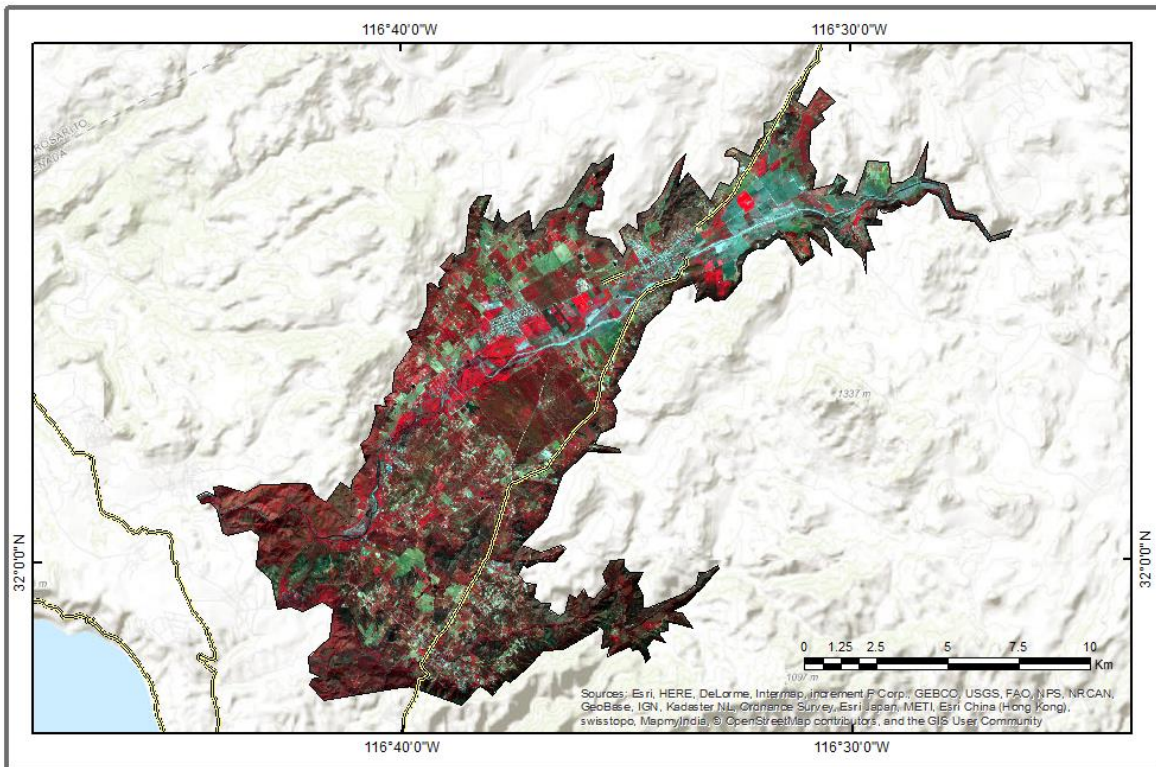 116°40'0"W
116°30'0"W
ROSARITO
NADA
1337 m
32°0'0"N
32°0'0"N
m
0 1.25 2.5 5 7.5 10
Km
1097 m
Sources: Esri, HERE, DeLorme, Intermap, increment P Corp., GEBCO, USGS, FAO, NPS, NRCAN,
GeoBase, IGN, Kadaster NL, Ordnance Survey, Esri Japan, METI, Esri China (Hong Kong),
swisstopo, MapmyIndia, © OpenStreetMap contributors, and the GIS User Community
116°40'0"W
116°30'0"W